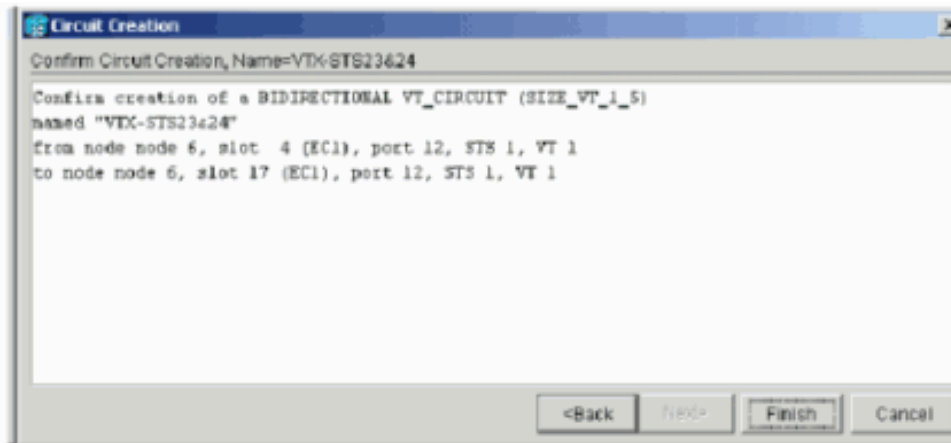 Circuit Creation
Confirm Circuit Creation, Name=VTX-STS23&24
Confirm creation of a BIDIRECTIONAL VT_CIRCUIT (SIZE_VT_1_5)
named "VTX-STS23&24"
from node node 6, slot 4 (EC1), port 12, STS 1, VT 1
to node node 6, slot 17 (EC1), port 12, STS 1, VT 1
<Back Next> Finish Cancel